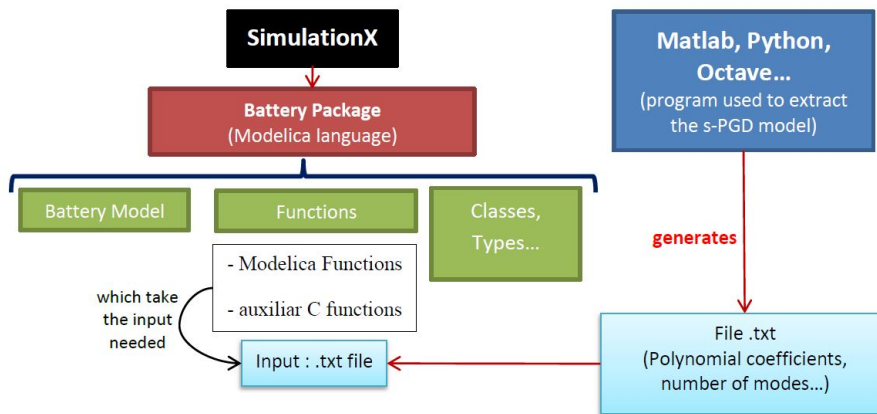 SimulationX
Battery Package
(Modelica language)
Battery Model
Functions
Classes,
Types...
- Modelica Functions
- auxiliar C functions
which take
the input
needed
Input : .txt file
Matlab, Python,
Octave...
(program used to extract
the s-PGD model)
generates
File .txt
(Polynomial coefficients,
number of modes...)